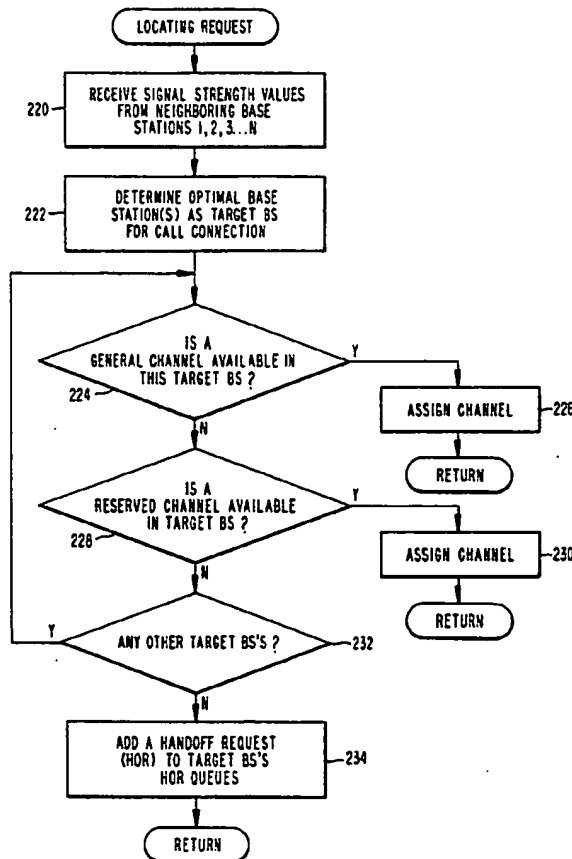 LOCATING REQUEST
220
RECEIVE SIGNAL STRENGTH VALUES
FROM NEIGHBORING BASE
STATIONS 1,2,3...N
222
DETERMINE OPTIMAL BASE
STATION(S) AS TARGET BS
FOR CALL CONNECTION
IS A
GENERAL CHANNEL AVAILABLE IN
THIS TARGET BS ?
224
Y
N
ASSIGN CHANNEL
226
RETURN
IS A
RESERVED CHANNEL AVAILABLE
IN TARGET BS ?
228
Y
N
ASSIGN CHANNEL
230
RETURN
Y
ANY OTHER TARGET BS'S ?
232
N
ADD A HANDOFF REQUEST
(HOR) TO TARGET BS'S
HOR QUEUES
234
RETURN